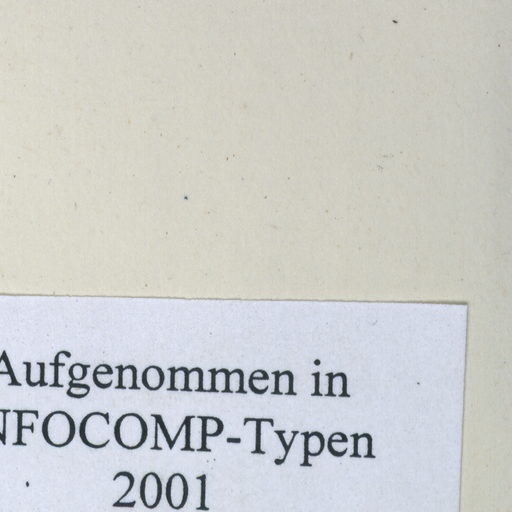 Aufgenommen in
NFOCOMP-Typen
2001